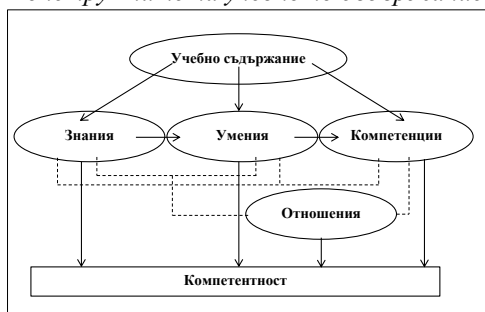 Учебно съдържание
Знания Умения Компетенции
Отношения
Компетентност